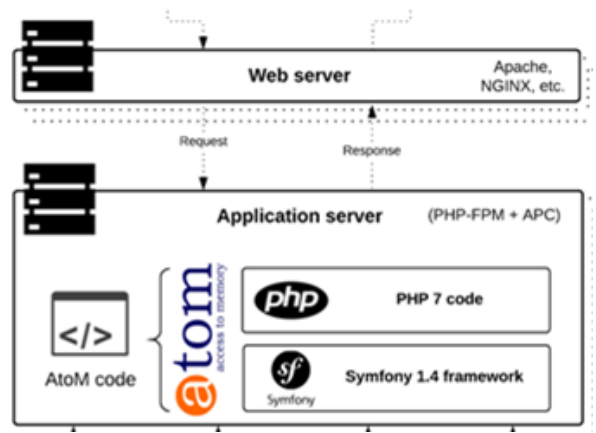 Web server
Apache,
NGINX, etc.
Request
Response
Application server
(PHP-FPM + APC)
</>
AtoM code
atom
access to memory
php
PHP 7 code
sf
Symfony
Symfony 1.4 framework